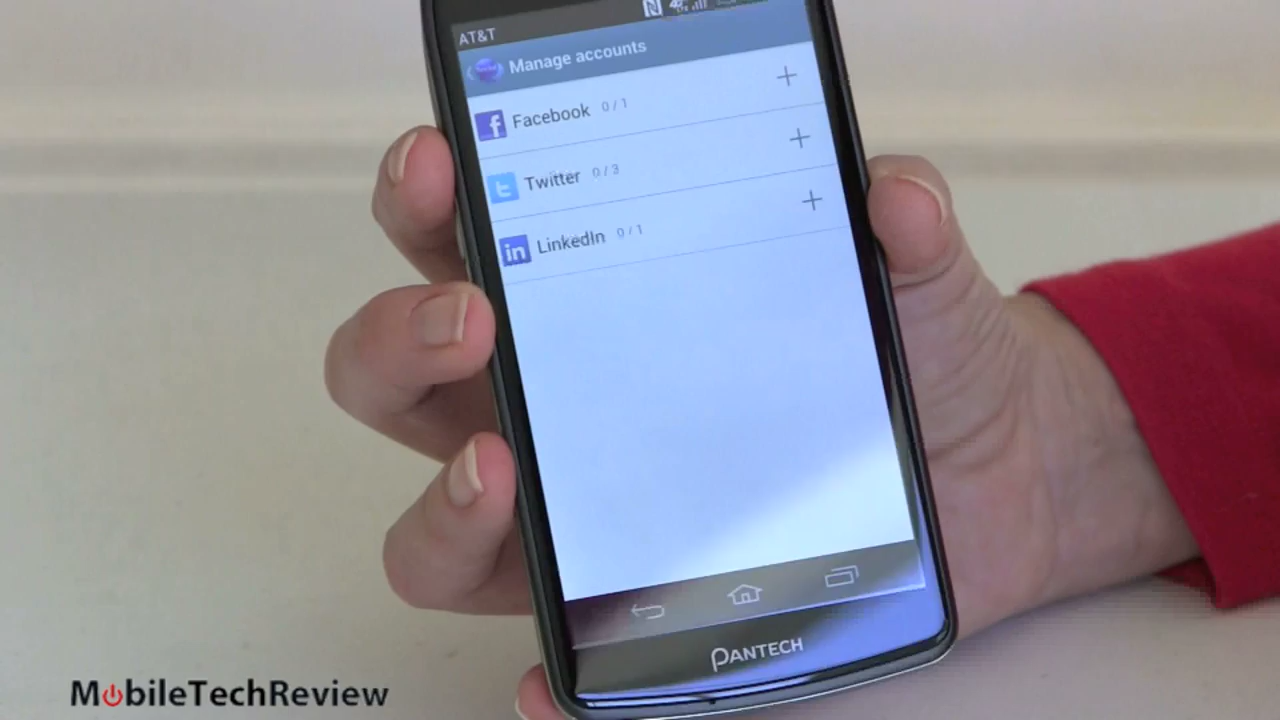 AT&T
Manage accounts
Facebook 0/1
Twitter 0/3
LinkedIn 0/1
PANTECH
MobileTechReview